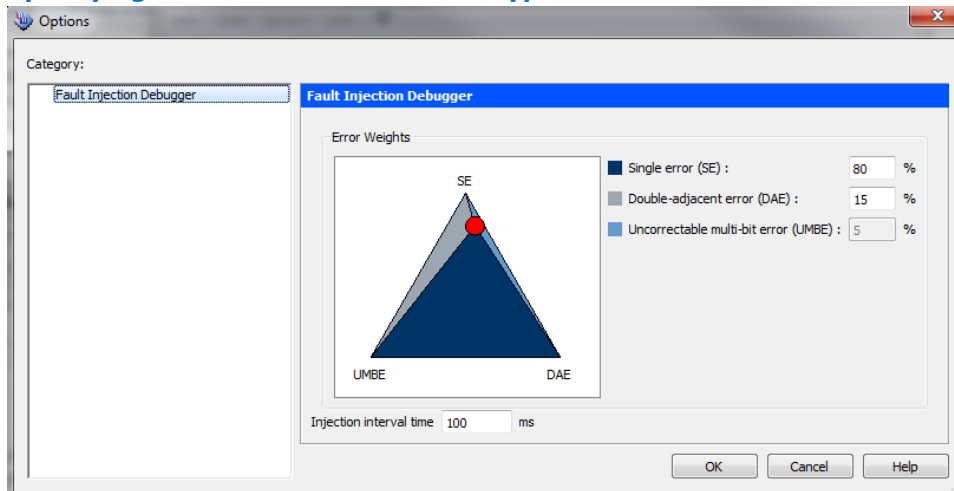 Options
Category:
Fault Injection Debugger
Fault Injection Debugger
Error Weights
SE
UMBE
DAE
Single error (SE) : 80 %
Double-adjacent error (DAE) : 15 %
Uncorrectable multi-bit error (UMBE) : 5 %
Injection interval time 100 ms
OK Cancel Help